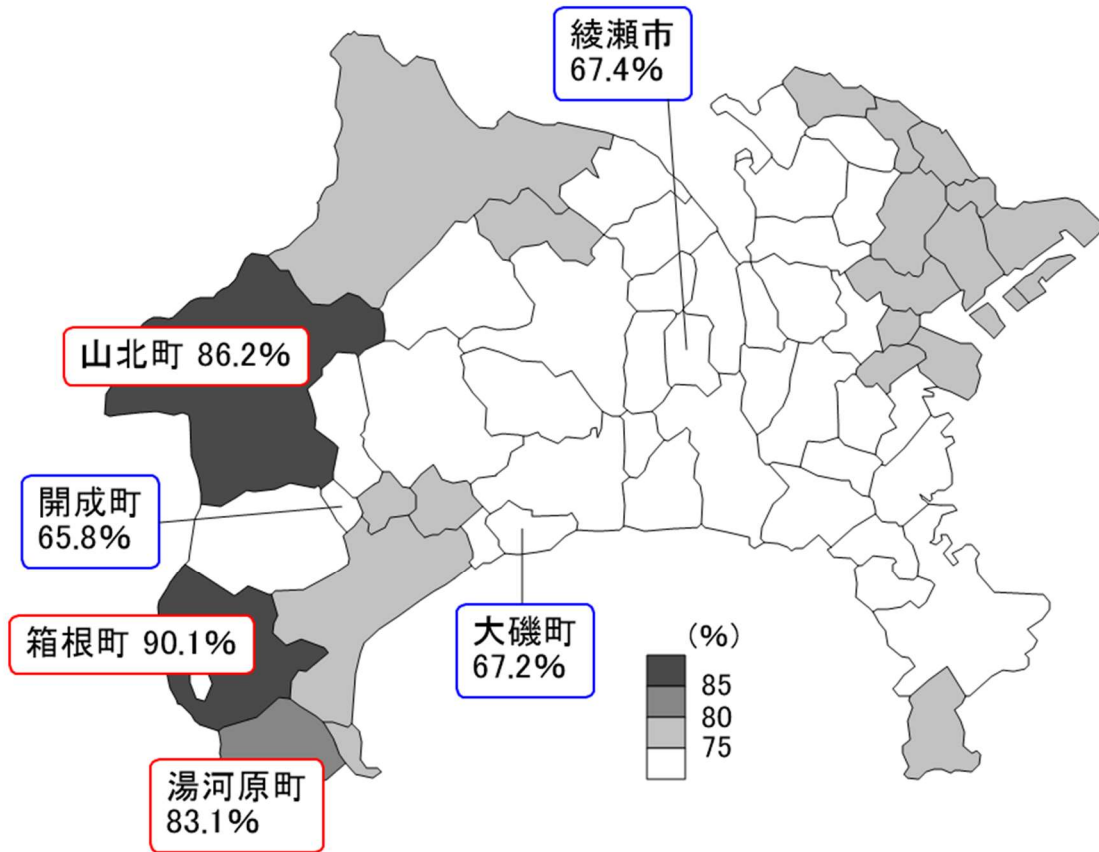 綾瀬市
67.4%
山北町 86.2%
開成町
65.8%
箱根町 90.1%
大磯町
67.2%
湯河原町
83.1%
(%)
85
80
75